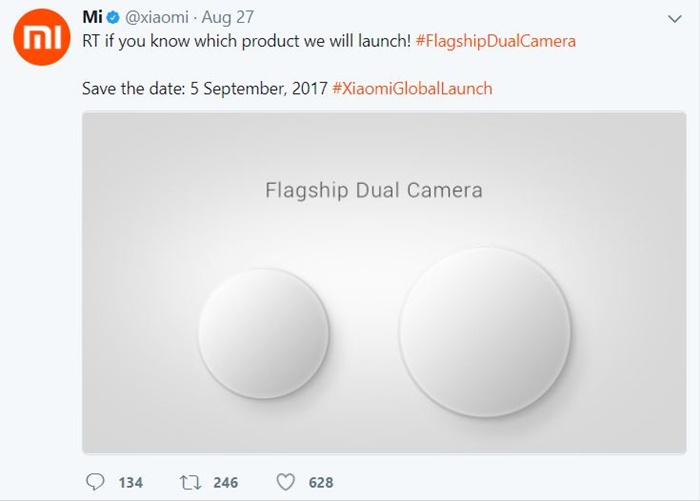 mi
Mi @xiaomi · Aug 27
RT if you know which product we will launch! #FlagshipDualCamera
Save the date: 5 September, 2017 #XiaomiGlobalLaunch
Flagship Dual Camera
134 246 628